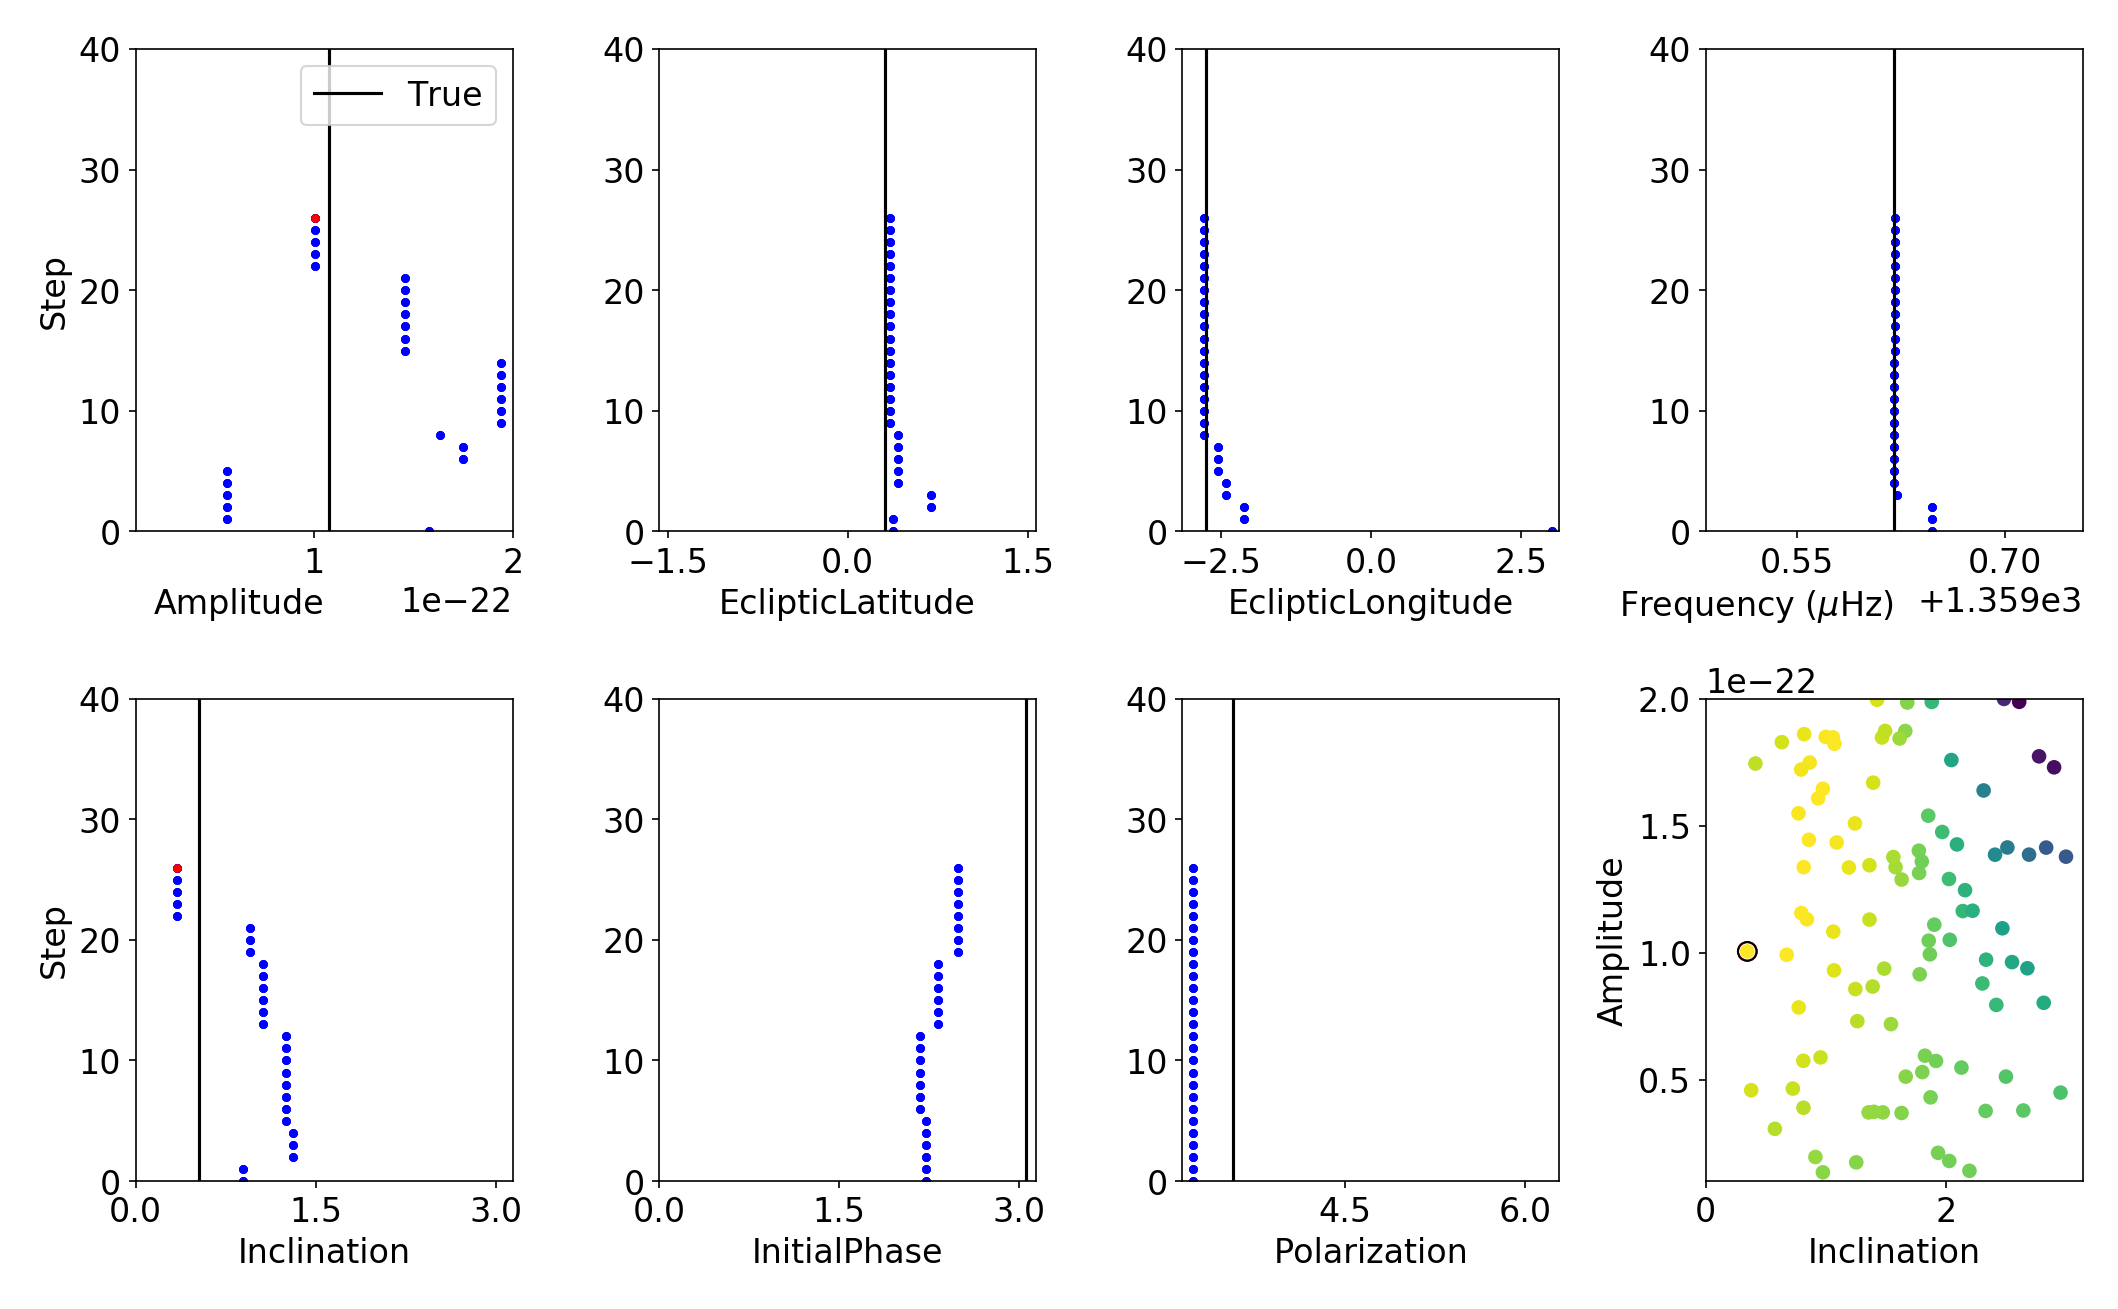 40 40 40 40
True
30 30 30 30
Step
20 20 20 20
10 10 10 10
0 0 0 0
1 2 −1.5 0.0 1.5 −2.5 0.0 2.5 0.55 0.70
Amplitude 1e−22 EclipticLatitude EclipticLongitude Frequency (μHz) +1.359e3
1e−22
40 40 40 2.0
30 30 30 1.5
Step Amplitude
20 20 20 1.0
10 10 10 0.5
0 0 0
0.0 1.5 3.0 0.0 1.5 3.0 4.5 6.0 0 2
Inclination InitialPhase Polarization Inclination